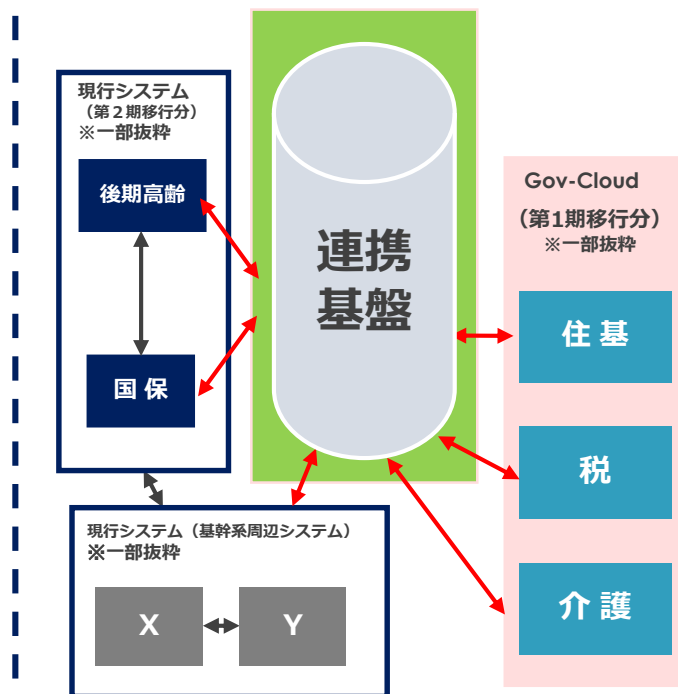 現行システム
（第２期移行分）
※一部抜粋
後期高齢
国保
連携
基盤
Gov-Cloud
（第1期移行分）
※一部抜粋
住基
税
介護
現行システム（基幹系周辺システム）
※一部抜粋
X
Y